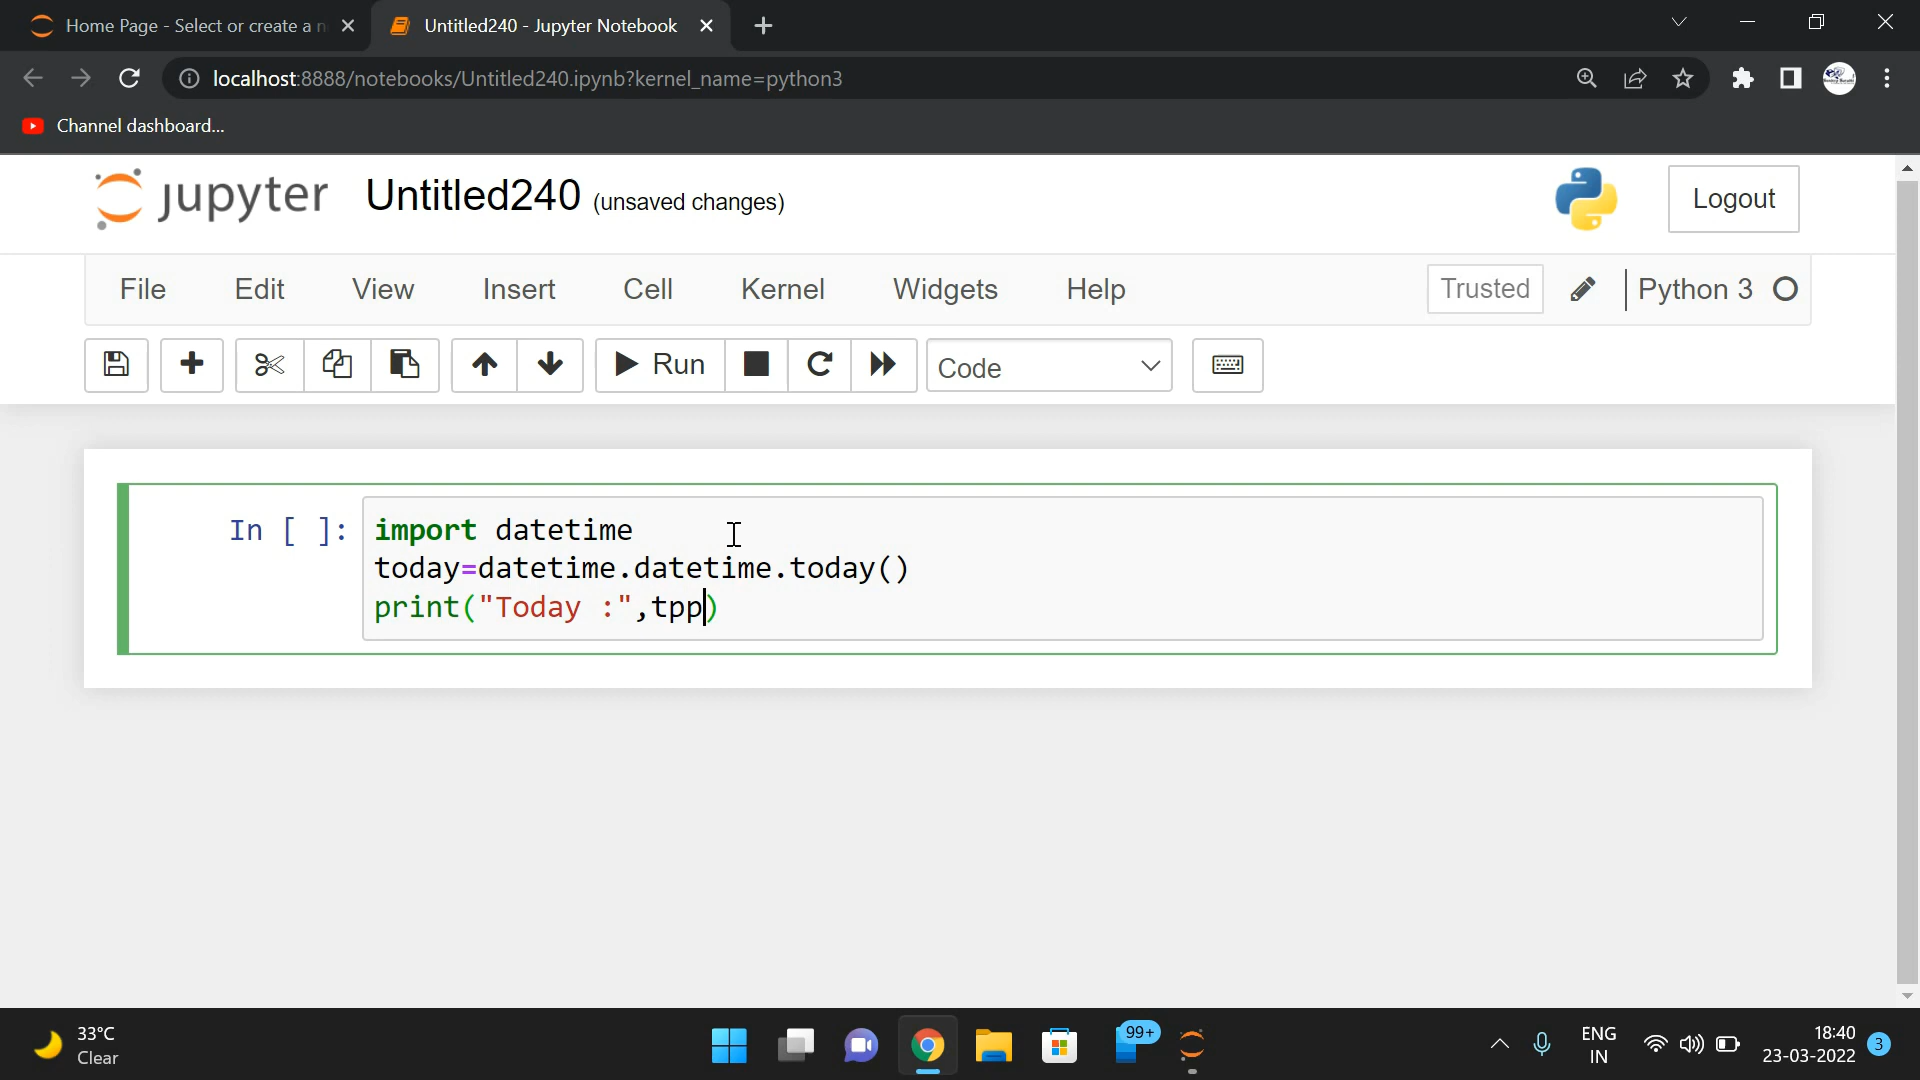 Home Page - Select or create a n
Untitled240 - Jupyter Notebook
localhost:8888/notebooks/Untitled240.ipynb?kernel_name=python3
Channel dashboard...
jupyter Untitled240 (unsaved changes)
Logout
File Edit View Insert Cell Kernel Widgets Help Trusted Python 3
Run Code
In [ ]: import datetime
today=datetime.datetime.today()
print("Today :",tpp)
33°C
Clear
99+
ENG
IN
18:40
23-03-2022
3